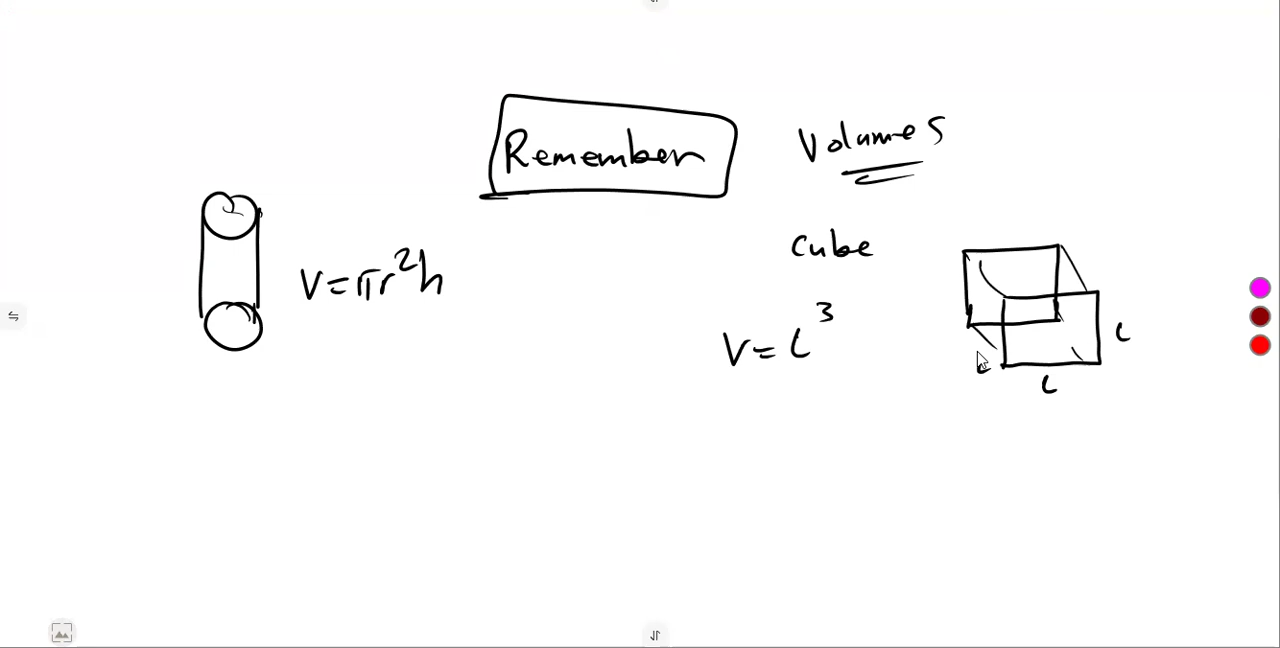 Remember
Volumes
Cube
V=πr²h
V=L³
L
L
L